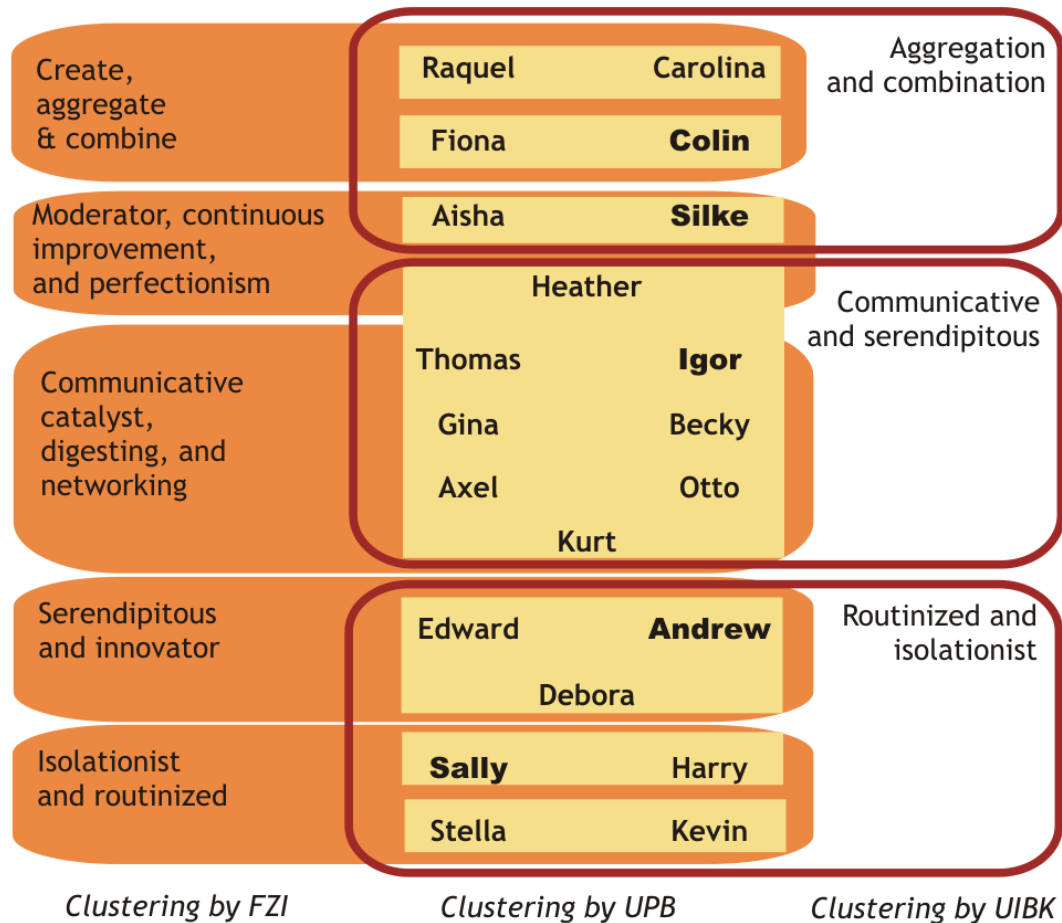 Create,
aggregate
& combine
Raquel Carolina
Fiona Colin
Aggregation
and combination
Moderator, continuous
improvement,
and perfectionism
Aisha Silke
Heather
Communicative
and serendipitous
Communicative
catalyst,
digesting, and
networking
Thomas Igor
Gina Becky
Axel Otto
Kurt
Serendipitous
and innovator
Edward Andrew
Debora
Routinized and
isolationist
Isolationist
and routinized
Sally Harry
Stella Kevin
Clustering by FZI Clustering by UPB Clustering by UIBK